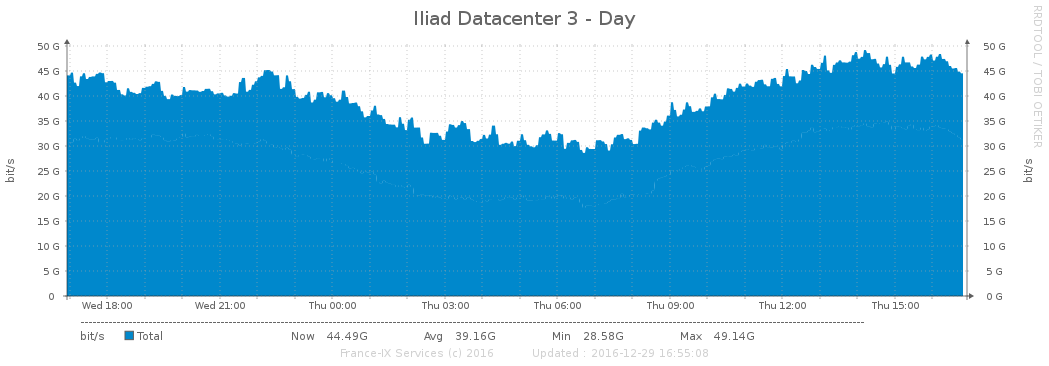 Iliad Datacenter 3 - Day
RRDTOOL / TOBI OETIKER
50 G 50 G
45 G 45 G
40 G 40 G
35 G 35 G
30 G 30 G
25 G 25 G
20 G 20 G
15 G 15 G
10 G 10 G
5 G 5 G
0 0 G
bit/s bit/s
Wed 18:00 Wed 21:00 Thu 00:00 Thu 03:00 Thu 06:00 Thu 09:00 Thu 12:00 Thu 15:00
bit/s Total Now 44.49G Avg 39.16G Min 28.58G Max 49.14G
France-IX Services (c) 2016 Updated : 2016-12-29 16:55:08